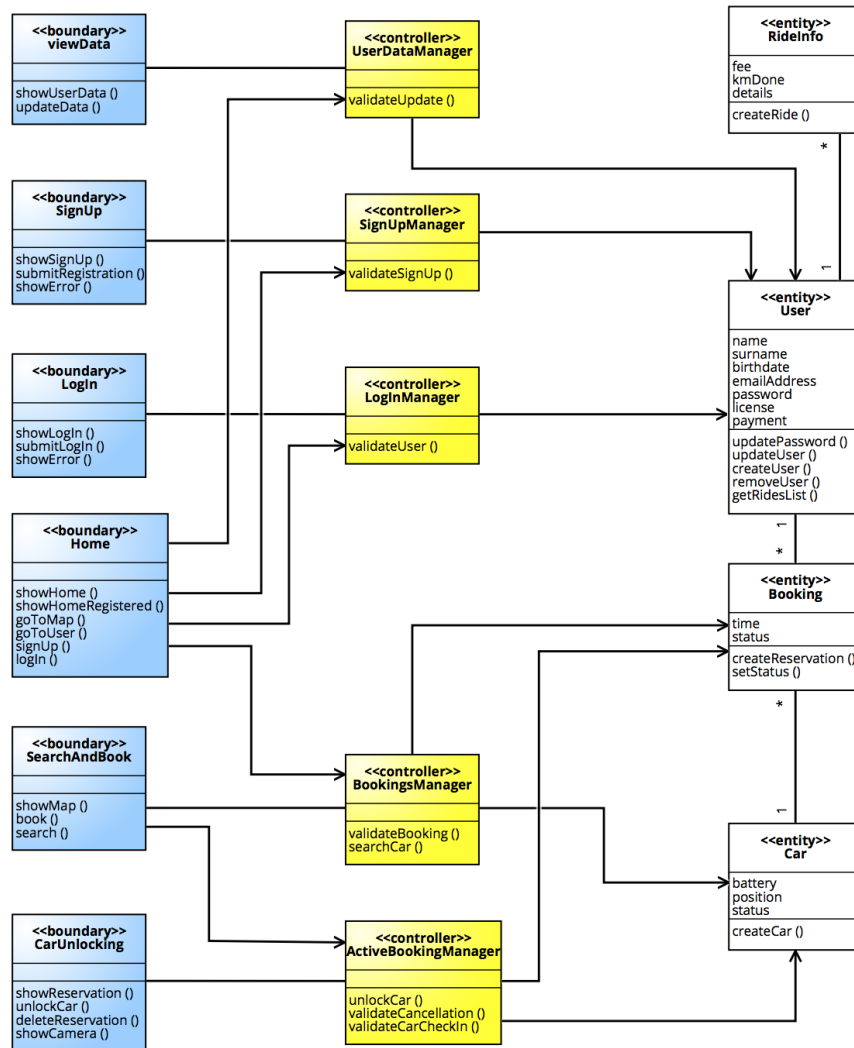 <<boundary>>
viewData
showUserData ()
updateData ()
<<controller>>
UserDataManager
validateUpdate ()
<<entity>>
RideInfo
fee
kmDone
details
createRide ()
*
1
<<boundary>>
SignUp
showSignUp ()
submitRegistration ()
showError ()
<<controller>>
SignUpManager
validateSignUp ()
<<entity>>
User
name
surname
birthdate
emailAddress
password
license
payment
updatePassword ()
updateUser ()
createUser ()
removeUser ()
getRidesList ()
<<boundary>>
LogIn
showLogIn ()
submitLogIn ()
showError ()
<<controller>>
LogInManager
validateUser ()
<<boundary>>
Home
showHome ()
showHomeRegistered ()
goToMap ()
goToUser ()
signUp ()
logIn ()
1
*
<<entity>>
Booking
time
status
createReservation ()
setStatus ()
*
1
<<boundary>>
SearchAndBook
showMap ()
book ()
search ()
<<controller>>
BookingsManager
validateBooking ()
searchCar ()
<<entity>>
Car
battery
position
status
createCar ()
<<boundary>>
CarUnlocking
showReservation ()
unlockCar ()
deleteReservation ()
showCamera ()
<<controller>>
ActiveBookingManager
unlockCar ()
validateCancellation ()
validateCarCheckIn ()